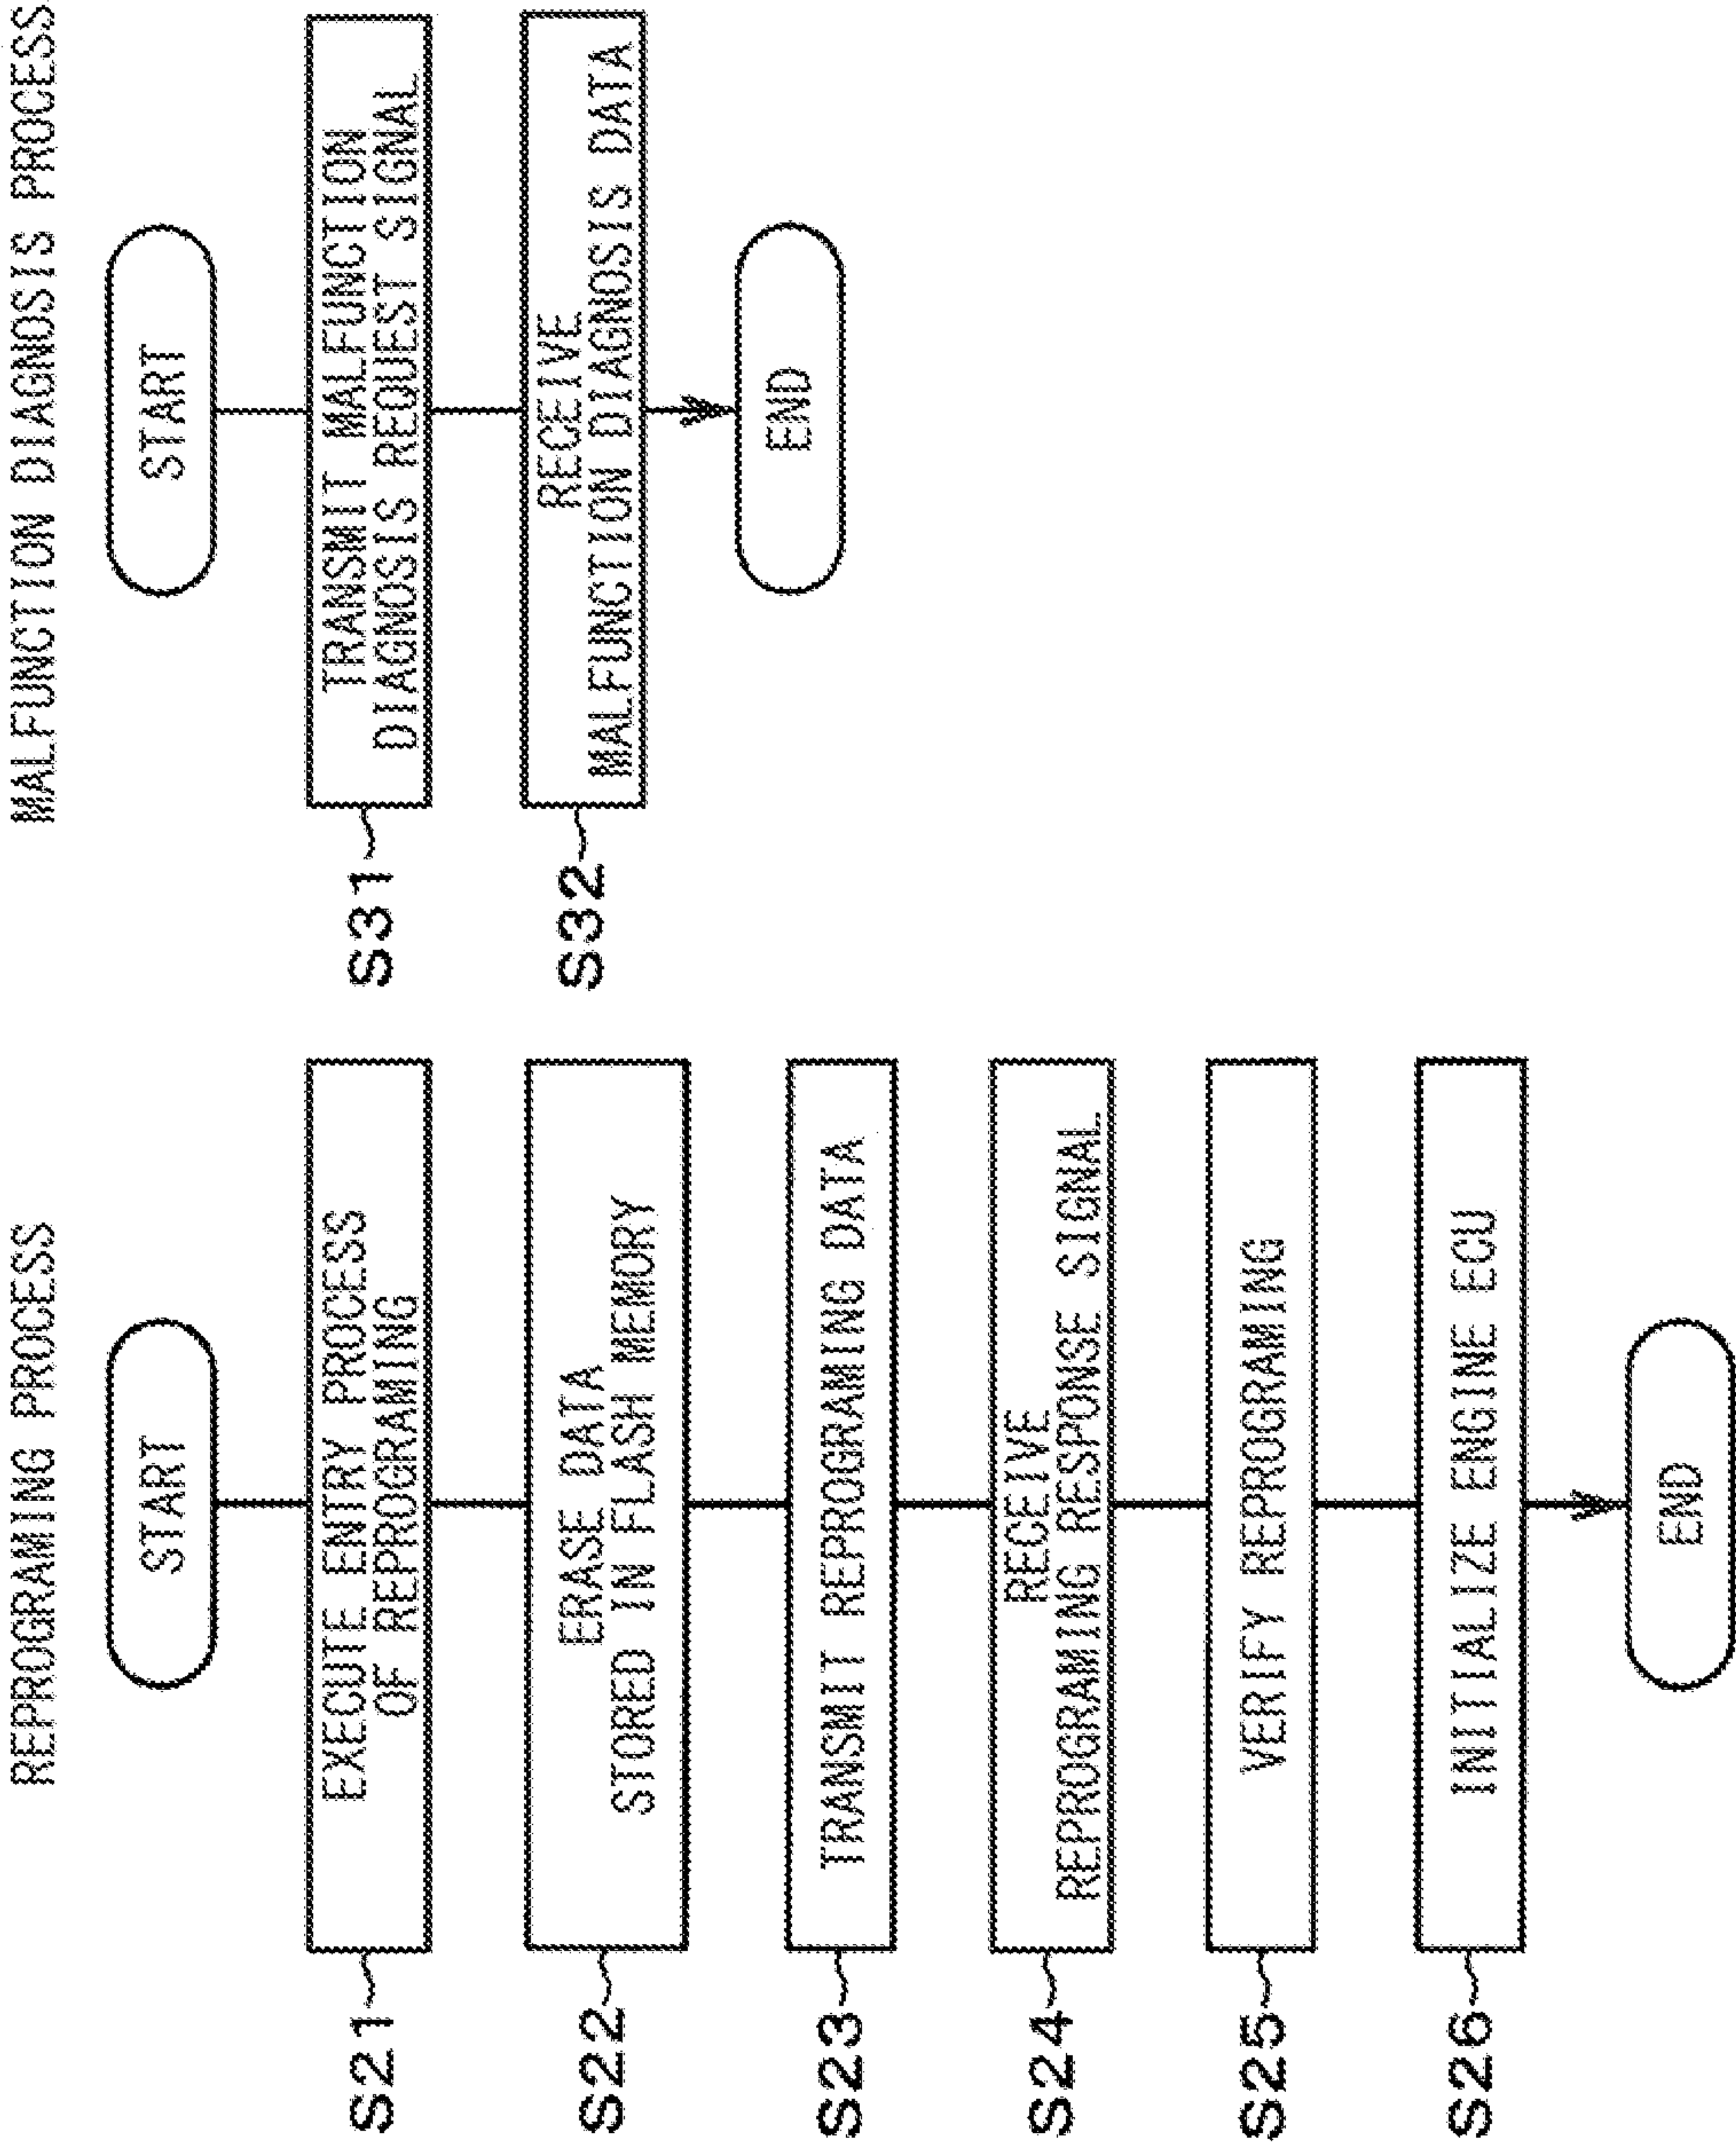 REPROGRAMING PROCESS
START
S21
EXECUTE ENTRY PROCESS
OF REPROGRAMING
S22
ERASE DATA
STORED IN FLASH MEMORY
S23
TRANSMIT REPROGRAMING DATA
S24
RECEIVE
REPROGRAMING RESPONSE SIGNAL
S25
VERIFY REPROGRAMING
S26
INITIALIZE ENGINE ECU
END
MALFUNCTION DIAGNOSIS PROCESS
START
S31
TRANSMIT MALFUNCTION
DIAGNOSIS REQUEST SIGNAL
S32
RECEIVE
MALFUNCTION DIAGNOSIS DATA
END